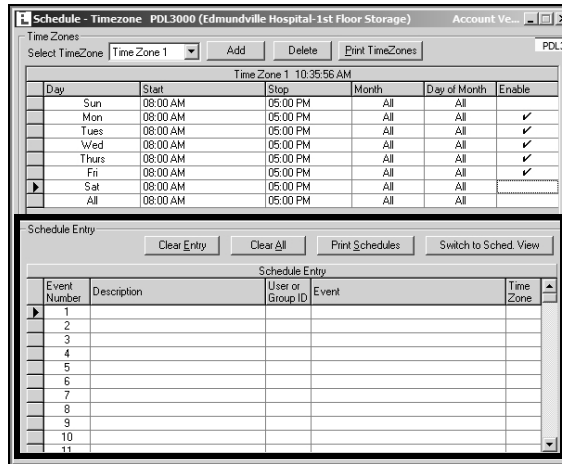 Schedule - Timezone PDL3000 (Edmundville Hospital-1st Floor Storage) Account Ve...
Time Zones
Select TimeZone Time Zone 1 Add Delete Print TimeZones
Time Zone 1 10:35:56 AM
Day Start Stop Month Day of Month Enable
Sun 08:00 AM 05:00 PM All All
Mon 08:00 AM 05:00 PM All All ✔
Tues 08:00 AM 05:00 PM All All ✔
Wed 08:00 AM 05:00 PM All All ✔
Thurs 08:00 AM 05:00 PM All All ✔
Fri 08:00 AM 05:00 PM All All ✔
Sat 08:00 AM 05:00 PM All All
All 08:00 AM 05:00 PM All All
Schedule Entry
Clear Entry Clear All Print Schedules Switch to Sched. View
Schedule Entry
Event Number Description User or Group ID Event Time Zone
1
2
3
4
5
6
7
8
9
10
11